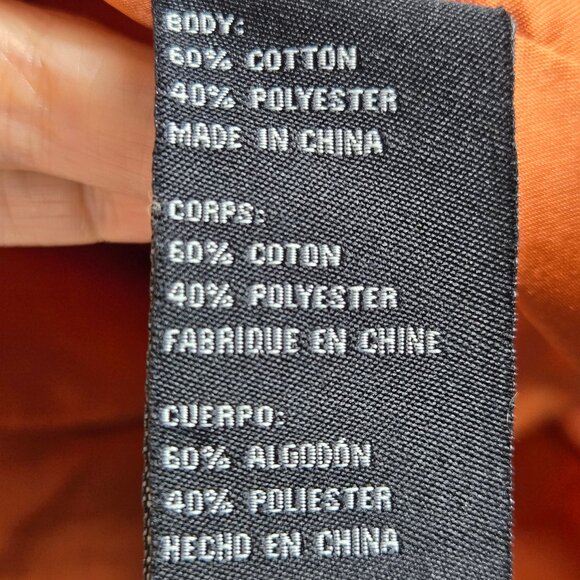 BODY:
60% COTTON
40% POLYESTER
MADE IN CHINA
CORPS:
60% COTON
40% POLYESTER
FABRIQUE EN CHINE
CUERPO:
60% ALGODÓN
40% POLIESTER
HECHO EN CHINA